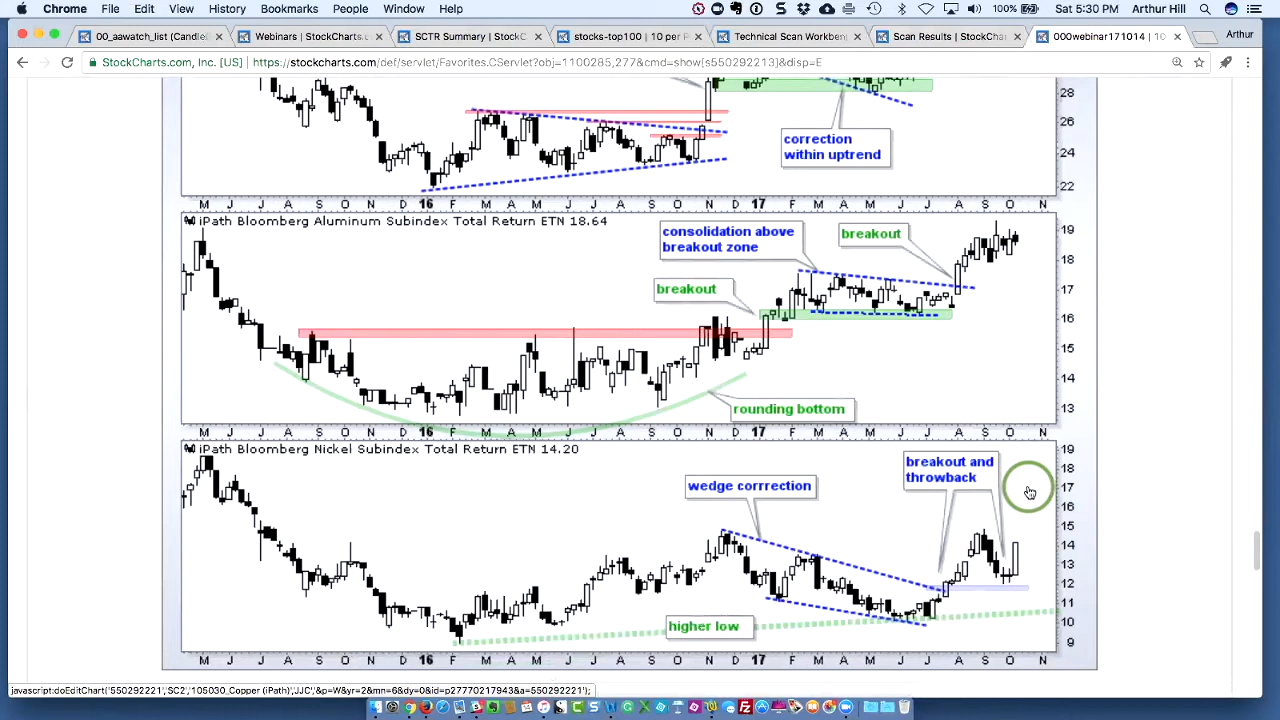 Chrome File Edit View History Bookmarks People Window Help 100% Sat 5:30 PM Arthur Hill
00_aawatch_list (Candle Webinars | StockCharts.c SCTR Summary | StockC stocks-top100 | 10 per P Technical Scan Workben Scan Results | StockChar 000webinar171014 | 10 Arthur
StockCharts.com, Inc. [US] | https://stockcharts.com/def/servlet/Favorites.CServlet?obj=1100285,277&cmd=show[s550292213]&disp=E
28
26
24
22
correction
within uptrend
M J J A S O N D 16 F M A M J J A S O N D 17 F M A M J J A S O N
iPath Bloomberg Aluminum Subindex Total Return ETN 18.64
consolidation above
breakout zone
breakout
breakout
rounding bottom
19
18
17
16
15
14
13
M J J A S O N D 16 F M A M J J A S O N D 17 F M A M J J A S O N
iPath Bloomberg Nickel Subindex Total Return ETN 14.20
wedge corrrection
breakout and
throwback
higher low
19
18
17
16
15
14
13
12
11
10
9
M J J A S O N D 16 F M A M J J A S O N D 17 F M A M J J A S O N
javascript:doEditChart('550292221','SC2','105030_Copper (iPath)','JJC','&p=W&yr=2&mn=6&dy=0&id=p27770217943&a=550292221');